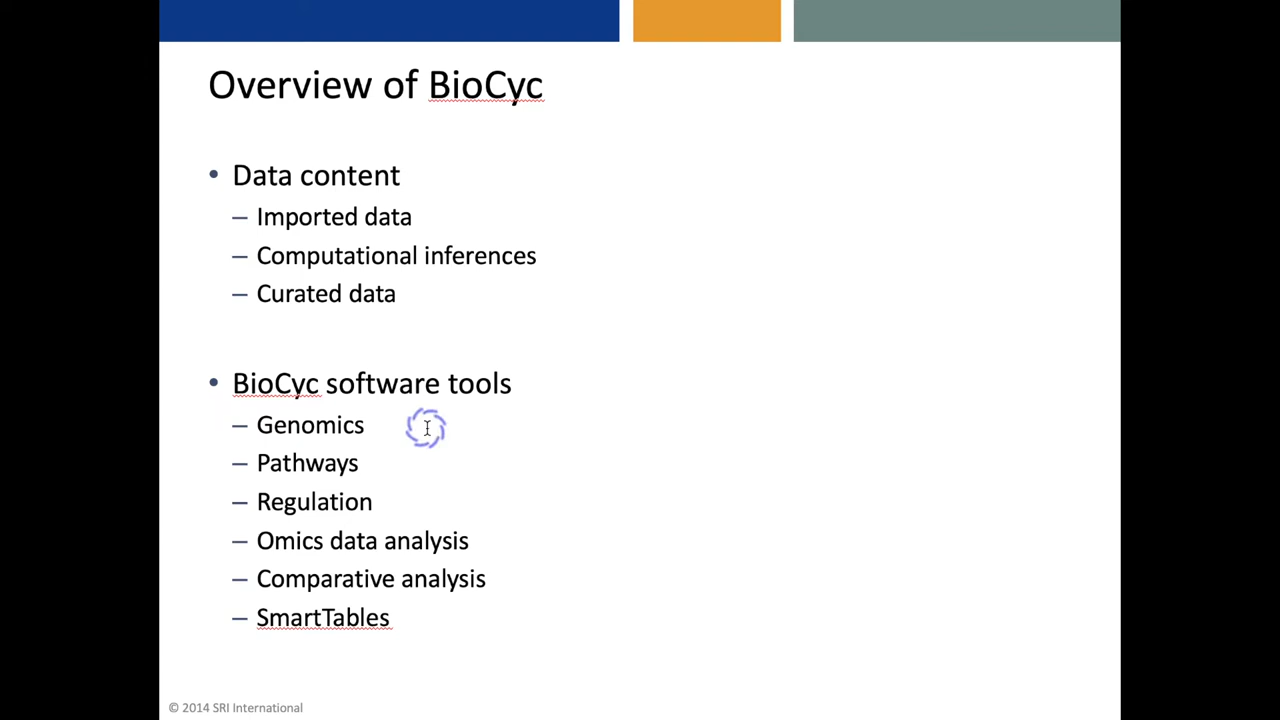 Overview of BioCyc
• Data content
– Imported data
– Computational inferences
– Curated data
• BioCyc software tools
– Genomics
– Pathways
– Regulation
– Omics data analysis
– Comparative analysis
– SmartTables
© 2014 SRI International